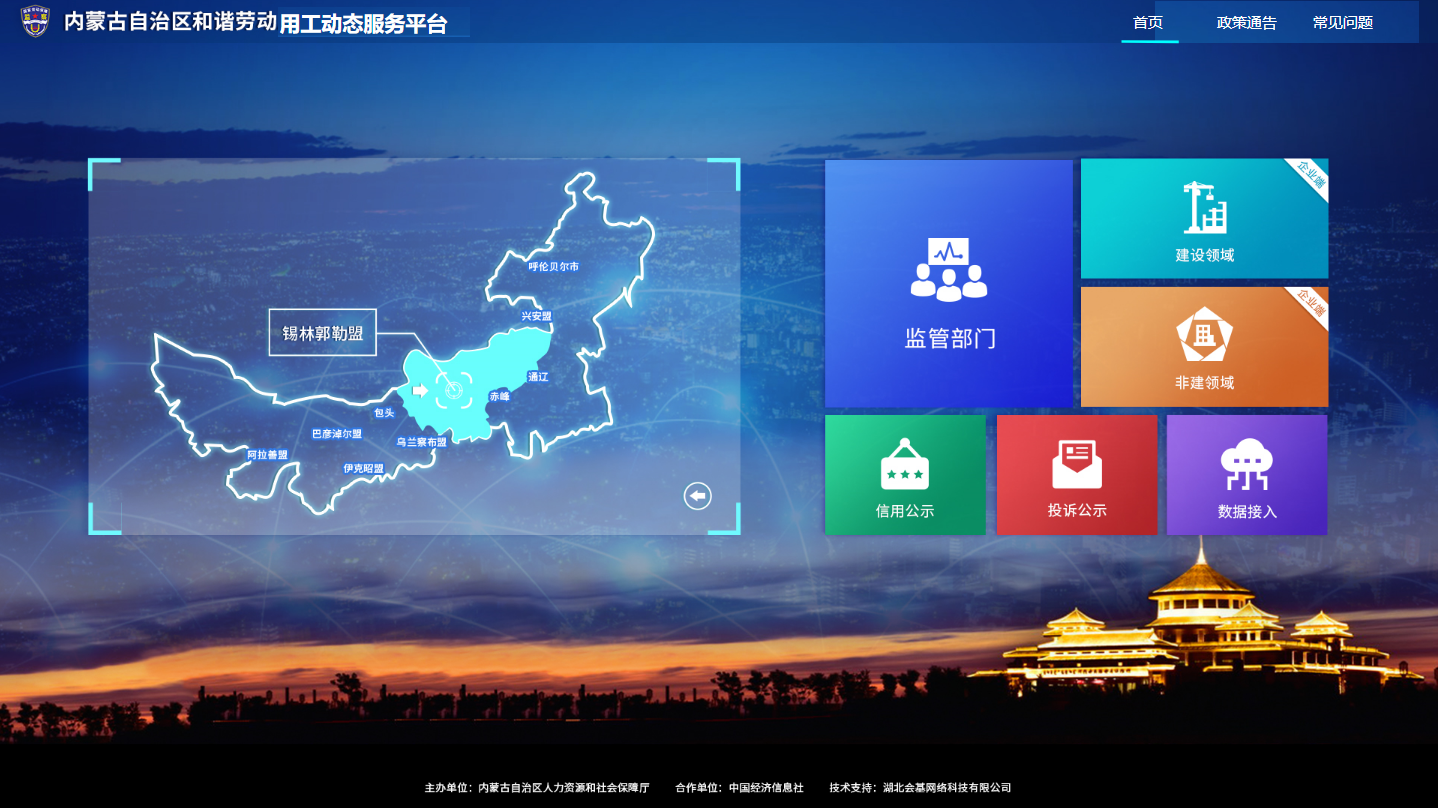 内蒙古自治区和谐劳动用工动态服务平台
首页 政策通告 常见问题
呼伦贝尔市
兴安盟
锡林郭勒盟
通辽
赤峰
包头
巴彦淖尔盟
乌兰察布盟
阿拉善盟
伊克昭盟
监管部门
企业端
建设领域
企业端
非建领域
信用公示
投诉公示
数据接入
主办单位：内蒙古自治区人力资源和社会保障厅 合作单位：中国经济信息社 技术支持：湖北会基网络科技有限公司